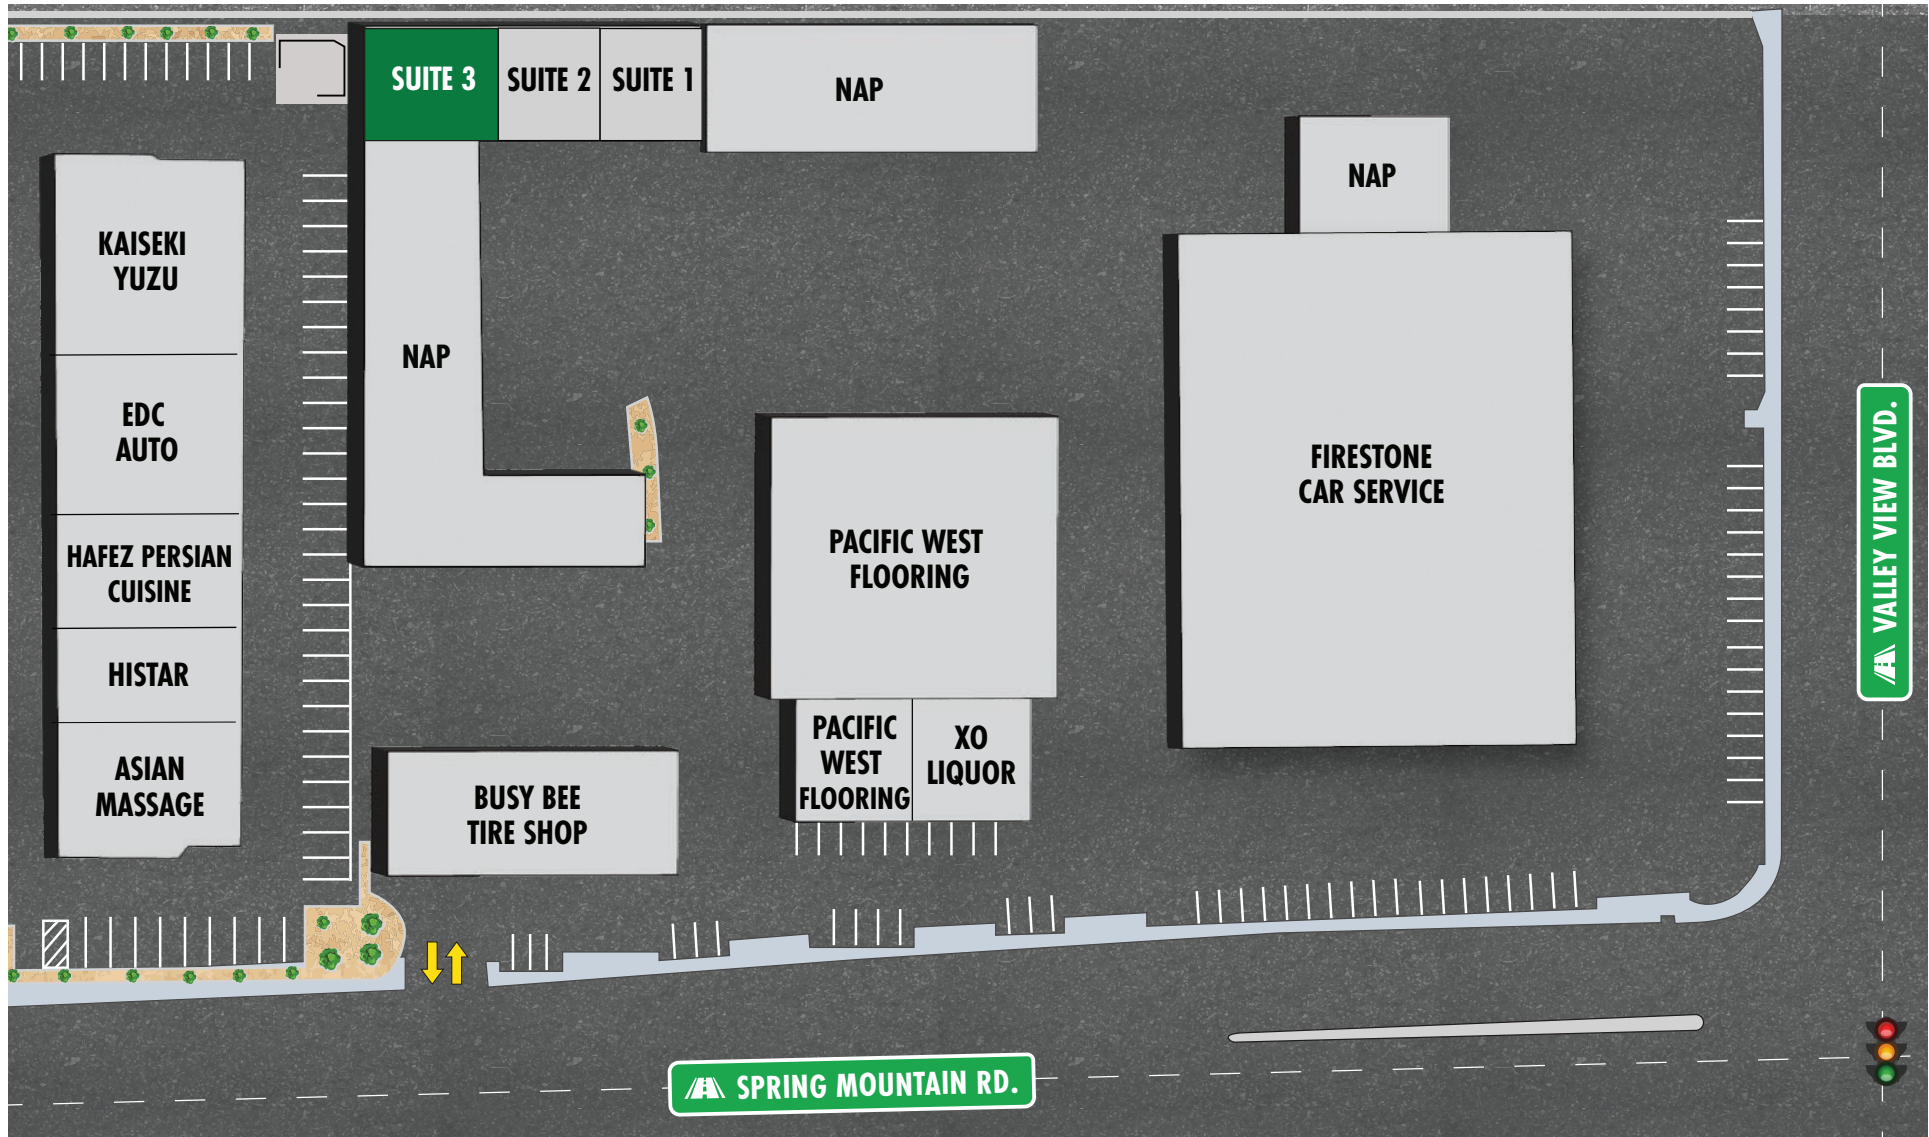 SUITE 3
SUITE 2
SUITE 1
NAP
NAP
KAISEKI
YUZU
EDC
AUTO
HAFEZ PERSIAN
CUISINE
HISTAR
ASIAN
MASSAGE
NAP
BUSY BEE
TIRE SHOP
PACIFIC WEST
FLOORING
PACIFIC
WEST
FLOORING
XO
LIQUOR
FIRESTONE
CAR SERVICE
VALLEY VIEW BLVD.
SPRING MOUNTAIN RD.